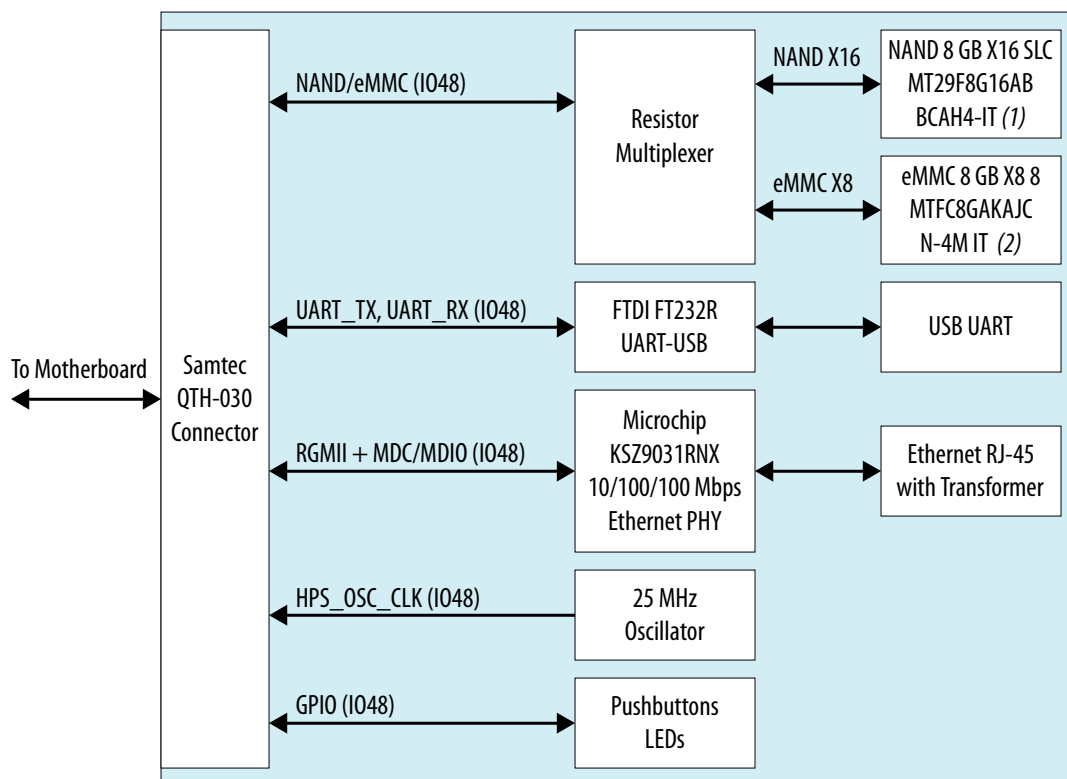 To Motherboard
Samtec
QTH-030
Connector
NAND/eMMC (IO48)
Resistor
Multiplexer
NAND X16
NAND 8 GB X16 SLC
MT29F8G16AB
BCAH4-IT (1)
eMMC X8
eMMC 8 GB X8 8
MTFC8GAKAJC
N-4M IT (2)
UART_TX, UART_RX (IO48)
FTDI FT232R
UART-USB
USB UART
RGMII + MDC/MDIO (IO48)
Microchip
KSZ9031RNX
10/100/100 Mbps
Ethernet PHY
Ethernet RJ-45
with Transformer
HPS_OSC_CLK (IO48)
25 MHz
Oscillator
GPIO (IO48)
Pushbuttons
LEDs